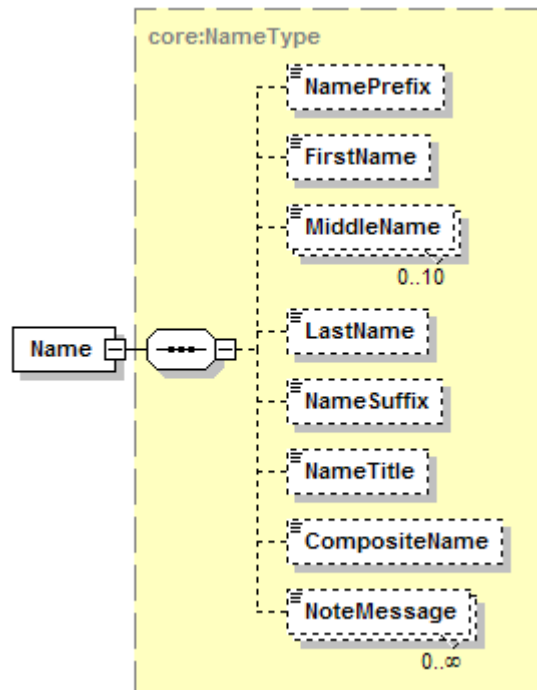 core:NameType
NamePrefix
FirstName
MiddleName
0..10
LastName
Name
NameSuffix
NameTitle
CompositeName
NoteMessage
0..∞